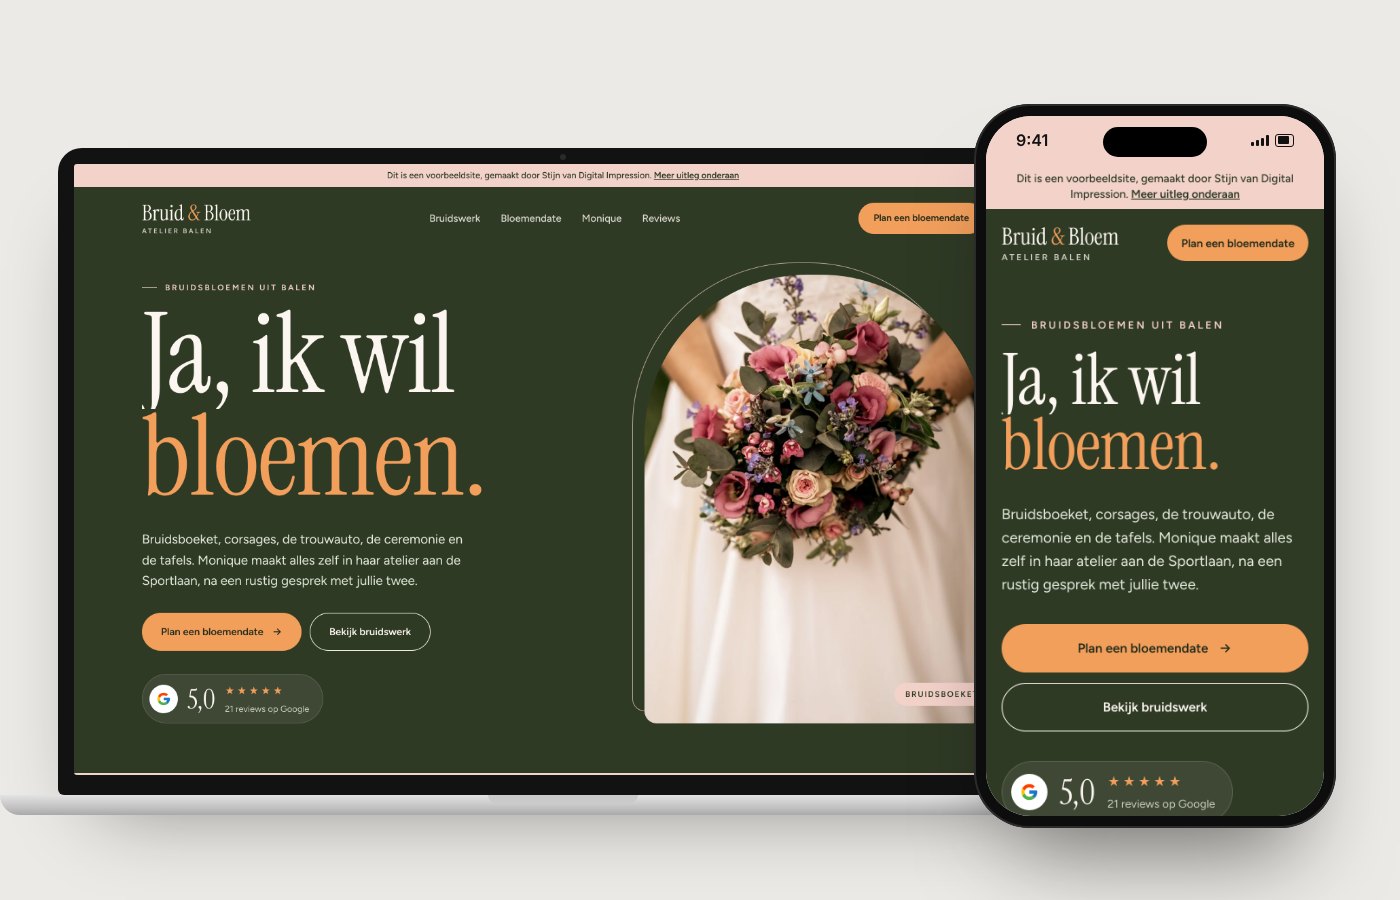 Dit is een voorbeeldsite, gemaakt door Stijn van Digital Impression. Meer uitleg onderaan
Bruid & Bloem
ATELIER BALEN
Bruidswerk
Bloemendate
Monique
Reviews
Plan een bloemendate
BRUIDSBLOEMEN UIT BALEN
Ja, ik wil
bloemen.
Bruidsboeket, corsages, de trouwauto, de ceremonie en
de tafels. Monique maakt alles zelf in haar atelier aan de
Sportlaan, na een rustig gesprek met jullie twee.
Plan een bloemendate →
Bekijk bruidswerk
G
5,0
★★★★★
21 reviews op Google
BRUIDSBOEKET
9:41
Dit is een voorbeeldsite, gemaakt door Stijn van Digital
Impression. Meer uitleg onderaan
Bruid & Bloem
ATELIER BALEN
Plan een bloemendate
BRUIDSBLOEMEN UIT BALEN
Ja, ik wil
bloemen.
Bruidsboeket, corsages, de trouwauto, de
ceremonie en de tafels. Monique maakt alles
zelf in haar atelier aan de Sportlaan, na een
rustig gesprek met jullie twee.
Plan een bloemendate →
Bekijk bruidswerk
G
5,0
★★★★★
21 reviews op Google